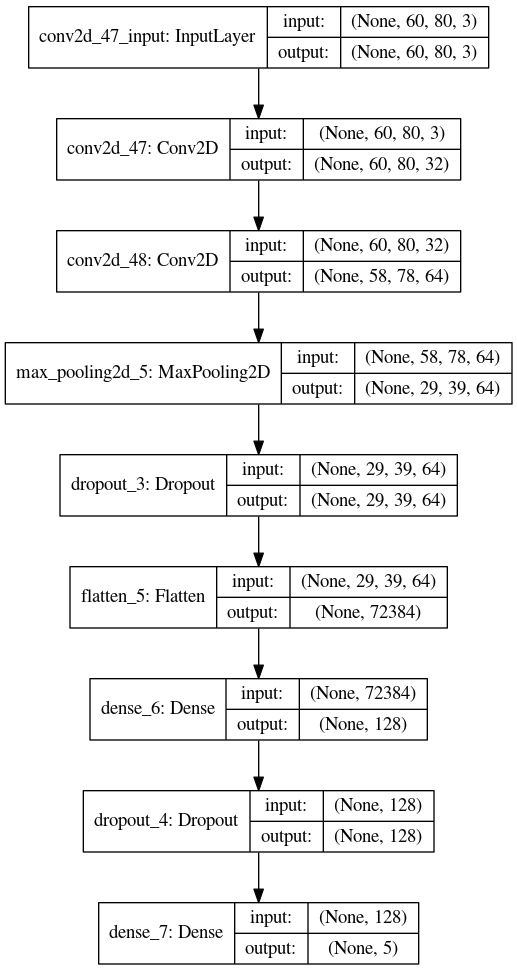 conv2d_47_input: InputLayer
input: (None, 60, 80, 3)
output: (None, 60, 80, 3)
conv2d_47: Conv2D
input: (None, 60, 80, 3)
output: (None, 60, 80, 32)
conv2d_48: Conv2D
input: (None, 60, 80, 32)
output: (None, 58, 78, 64)
max_pooling2d_5: MaxPooling2D
input: (None, 58, 78, 64)
output: (None, 29, 39, 64)
dropout_3: Dropout
input: (None, 29, 39, 64)
output: (None, 29, 39, 64)
flatten_5: Flatten
input: (None, 29, 39, 64)
output: (None, 72384)
dense_6: Dense
input: (None, 72384)
output: (None, 128)
dropout_4: Dropout
input: (None, 128)
output: (None, 128)
dense_7: Dense
input: (None, 128)
output: (None, 5)